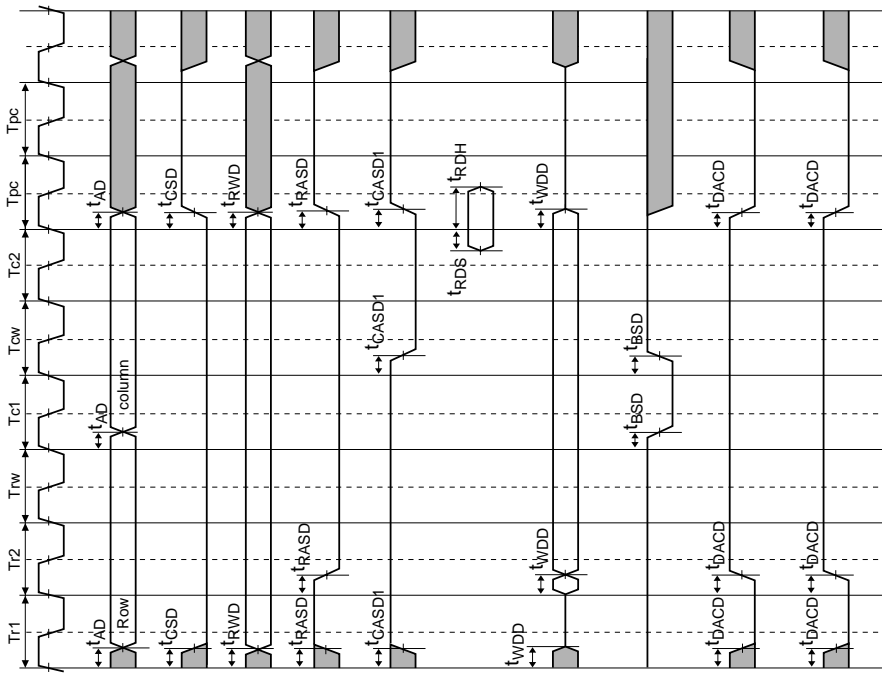 Tr1 Tr2 Trw Tc1 Tcw Tc2 Tpc Tpc
tAD tAD tAD
Row column
tCSD tCSD
tRWD tRWD
tRASD tRASD tRASD
tCASD1 tCASD1 tCASD1
tRDS tRDH
tWDD tWDD tWDD
tBSD tBSD
tDACD tDACD tDACD
tDACD tDACD tDACD